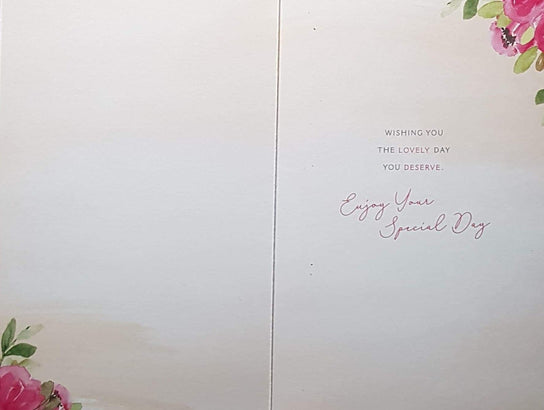 WISHING YOU
THE LOVELY DAY
YOU DESERVE.
Enjoy Your
Special Day